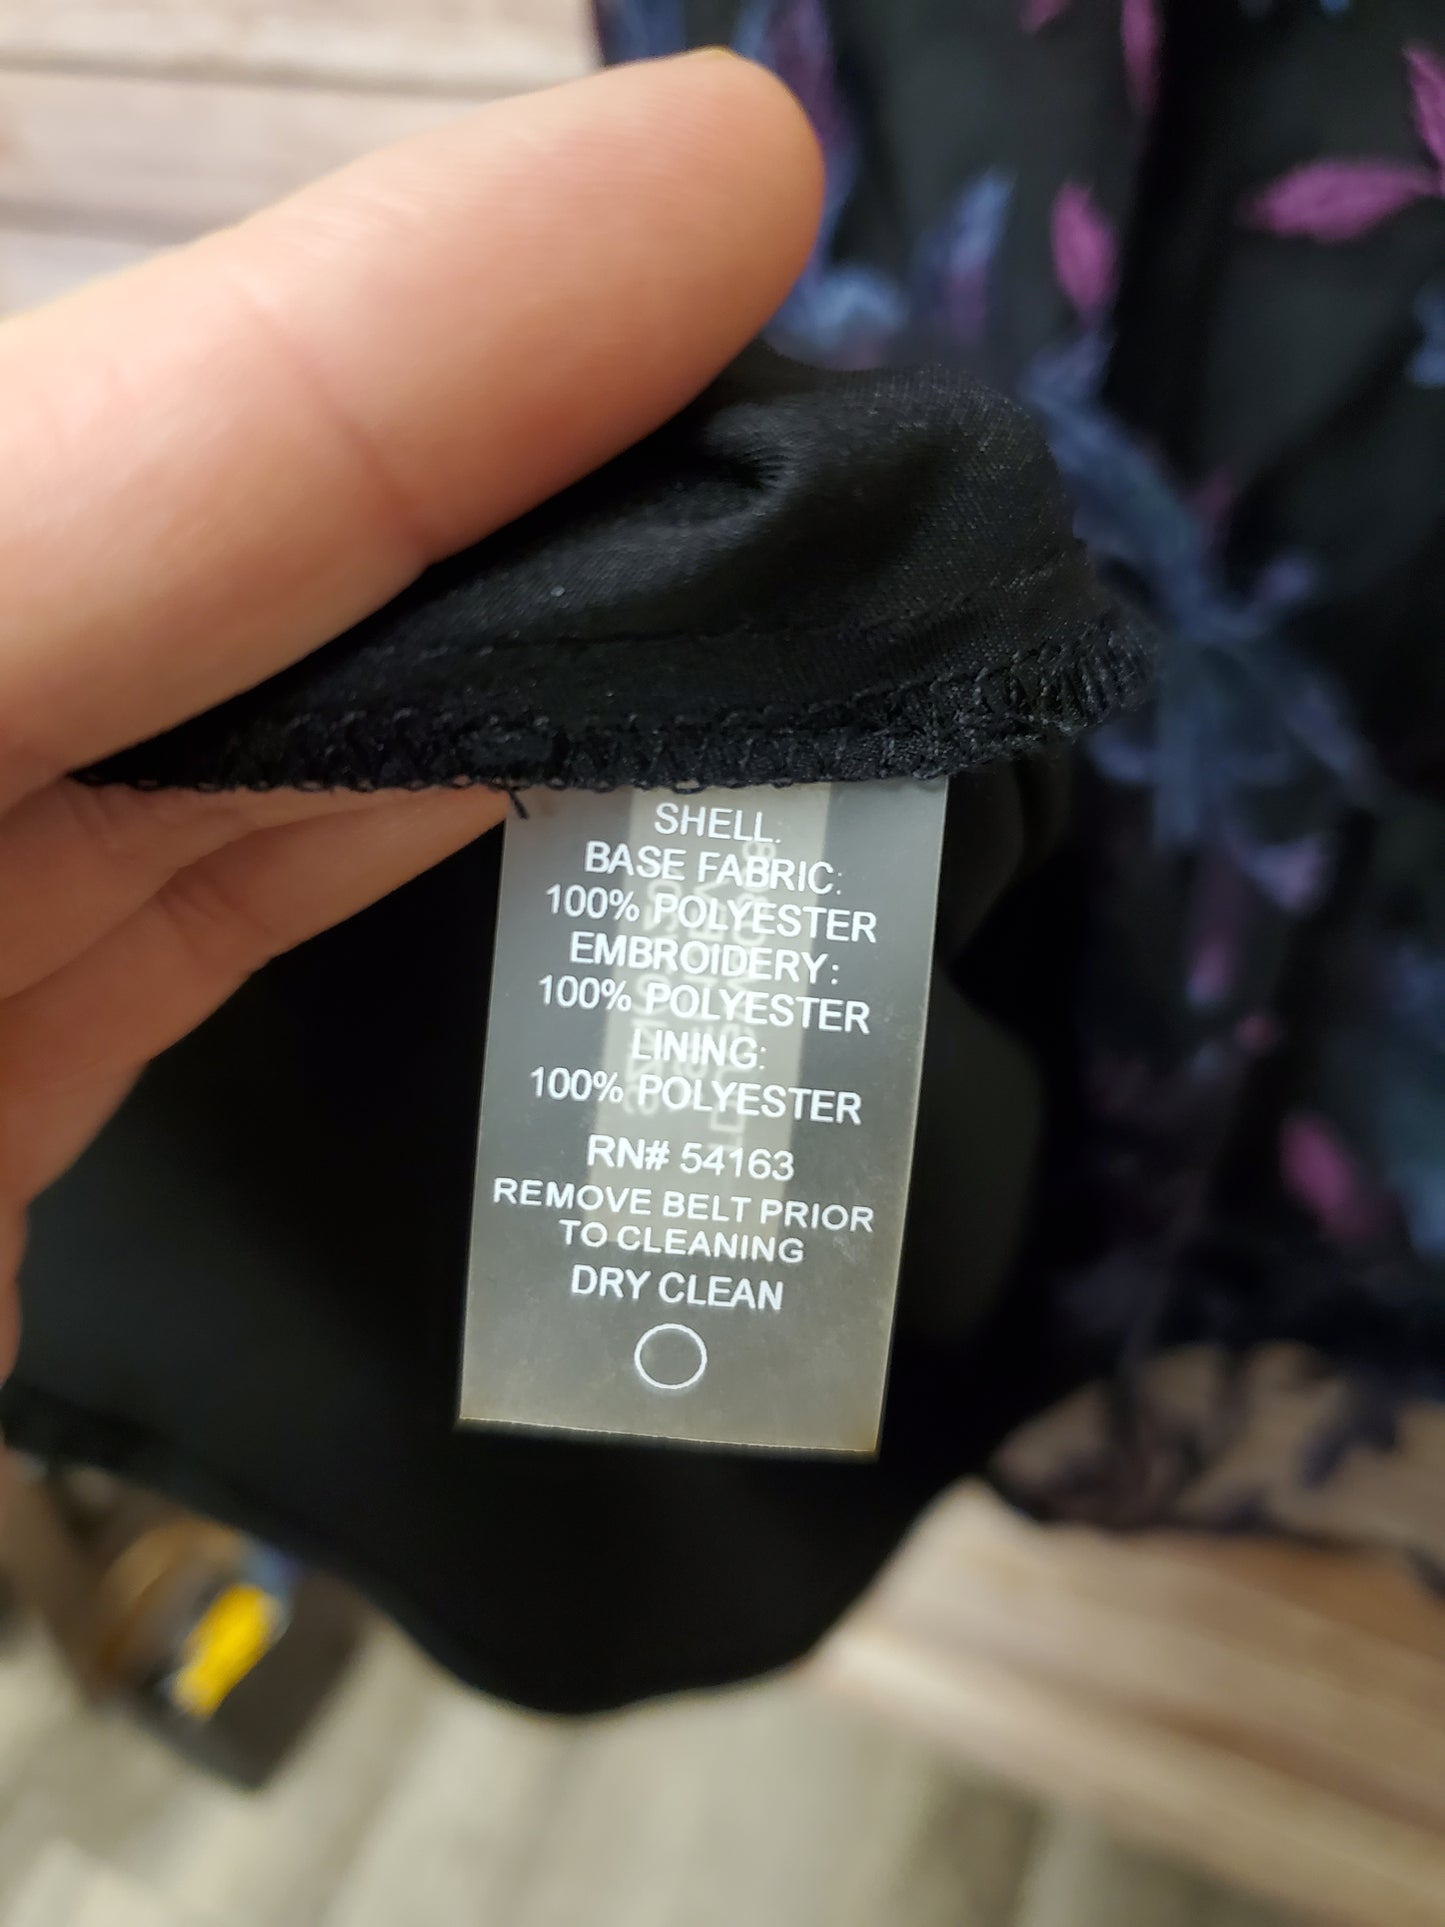 SHELL:
BASE FABRIC:
100% POLYESTER
EMBROIDERY:
100% POLYESTER
LINING:
100% POLYESTER
RN# 54163
REMOVE BELT PRIOR
TO CLEANING
DRY CLEAN